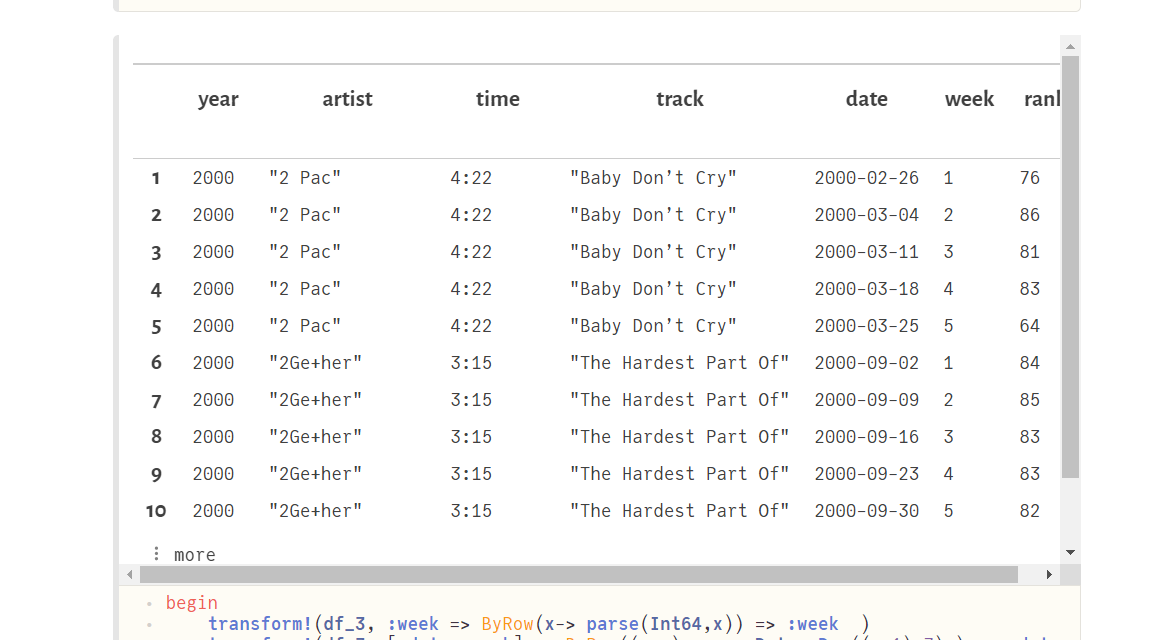 year artist time track date week rank
1 2000 "2 Pac" 4:22 "Baby Don’t Cry" 2000-02-26 1 76
2 2000 "2 Pac" 4:22 "Baby Don’t Cry" 2000-03-04 2 86
3 2000 "2 Pac" 4:22 "Baby Don’t Cry" 2000-03-11 3 81
4 2000 "2 Pac" 4:22 "Baby Don’t Cry" 2000-03-18 4 83
5 2000 "2 Pac" 4:22 "Baby Don’t Cry" 2000-03-25 5 64
6 2000 "2Ge+her" 3:15 "The Hardest Part Of" 2000-09-02 1 84
7 2000 "2Ge+her" 3:15 "The Hardest Part Of" 2000-09-09 2 85
8 2000 "2Ge+her" 3:15 "The Hardest Part Of" 2000-09-16 3 83
9 2000 "2Ge+her" 3:15 "The Hardest Part Of" 2000-09-23 4 83
10 2000 "2Ge+her" 3:15 "The Hardest Part Of" 2000-09-30 5 82
⋮ more
begin
transform!(df_3, :week => ByRow(x-> parse(Int64,x)) => :week  )